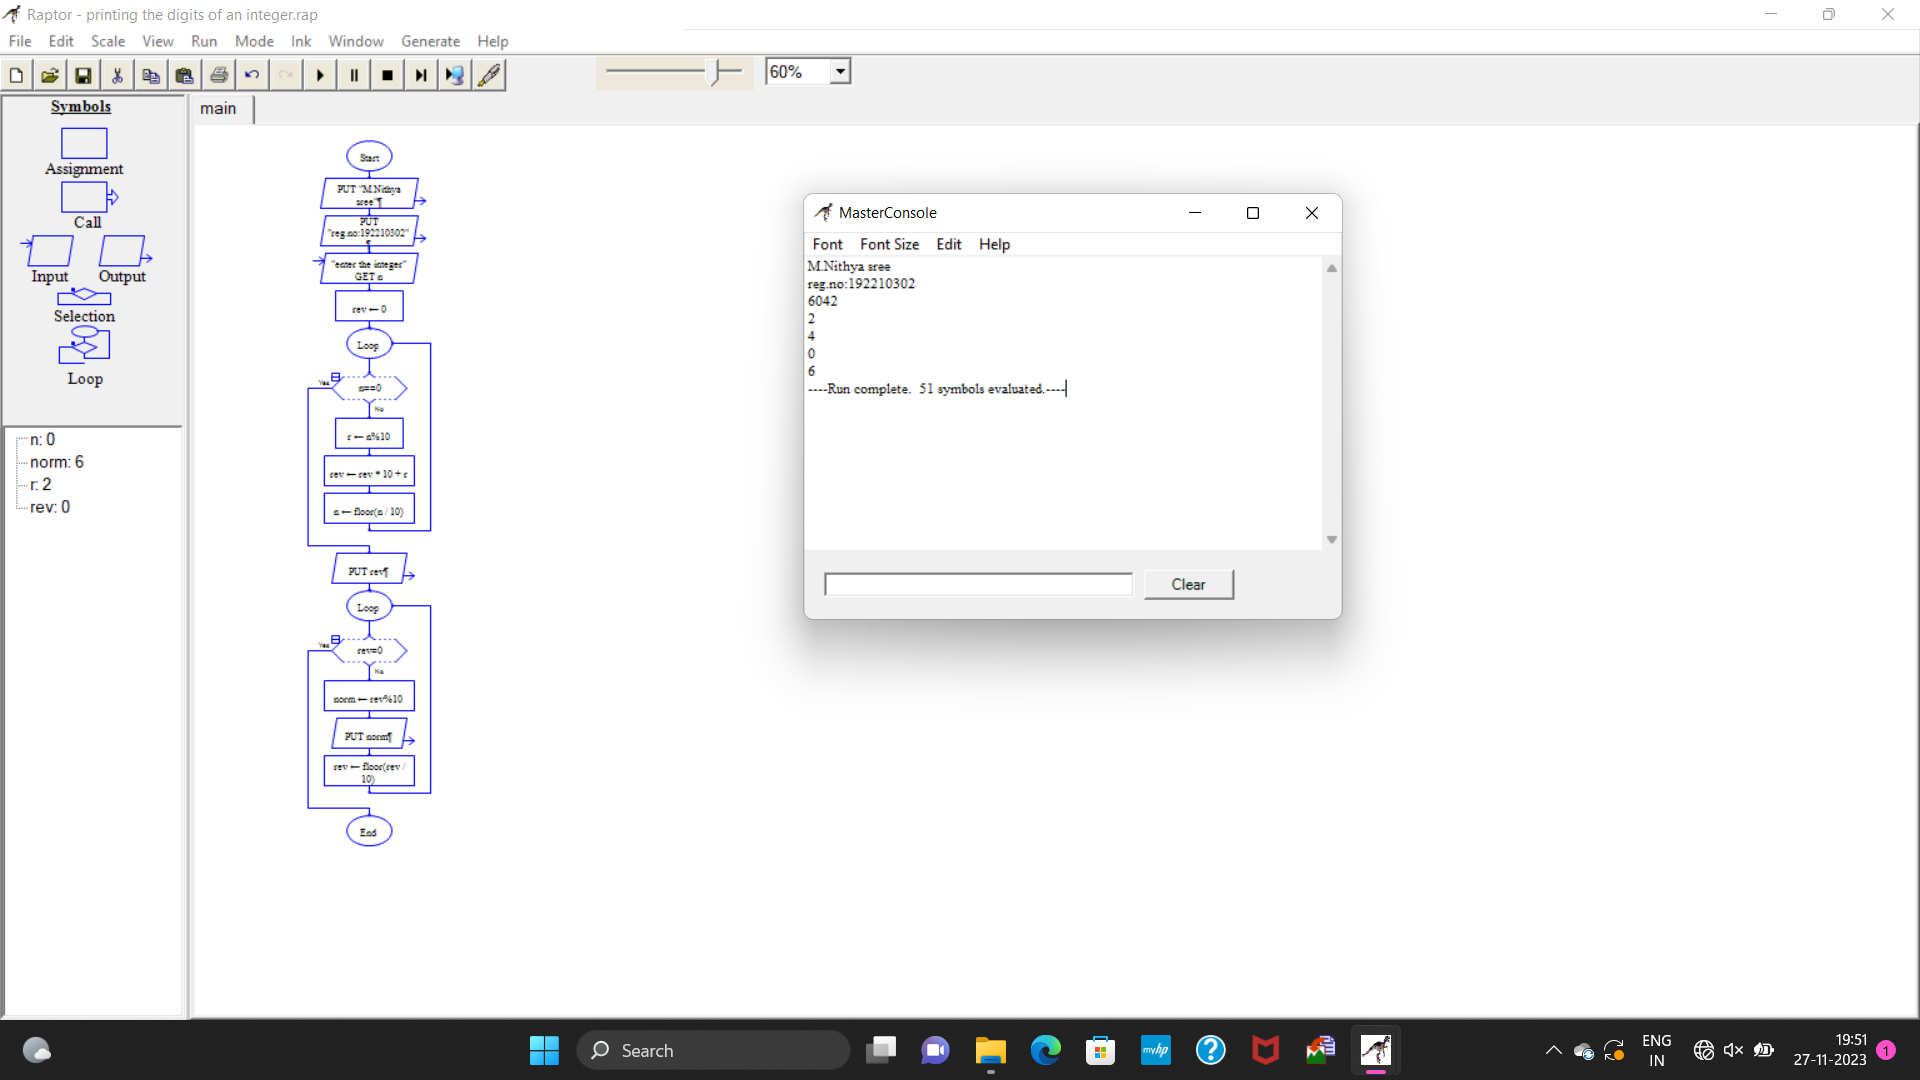 Raptor - printing the digits of an integer.rap
File Edit Scale View Run Mode Ink Window Generate Help
60%
Symbols
Assignment
Call
Input Output
Selection
Loop
n: 0
norm: 6
r: 2
rev: 0
main
Start
PUT "M.Nithya
sree"¶
PUT
"reg.no:192210302"
¶
"enter the integer"
GET n
rev ← 0
Loop
Yes
n==0
No
r ← n%10
rev ← rev * 10 + r
n ← floor(n / 10)
PUT rev¶
Loop
Yes
rev=0
No
norm ← rev%10
PUT norm¶
rev ← floor(rev /
10)
End
MasterConsole
Font Font Size Edit Help
M.Nithya sree
reg.no:192210302
6042
2
4
0
6
----Run complete.  51 symbols evaluated.----
Clear
Search
myhp
ENG
IN
19:51
27-11-2023
1